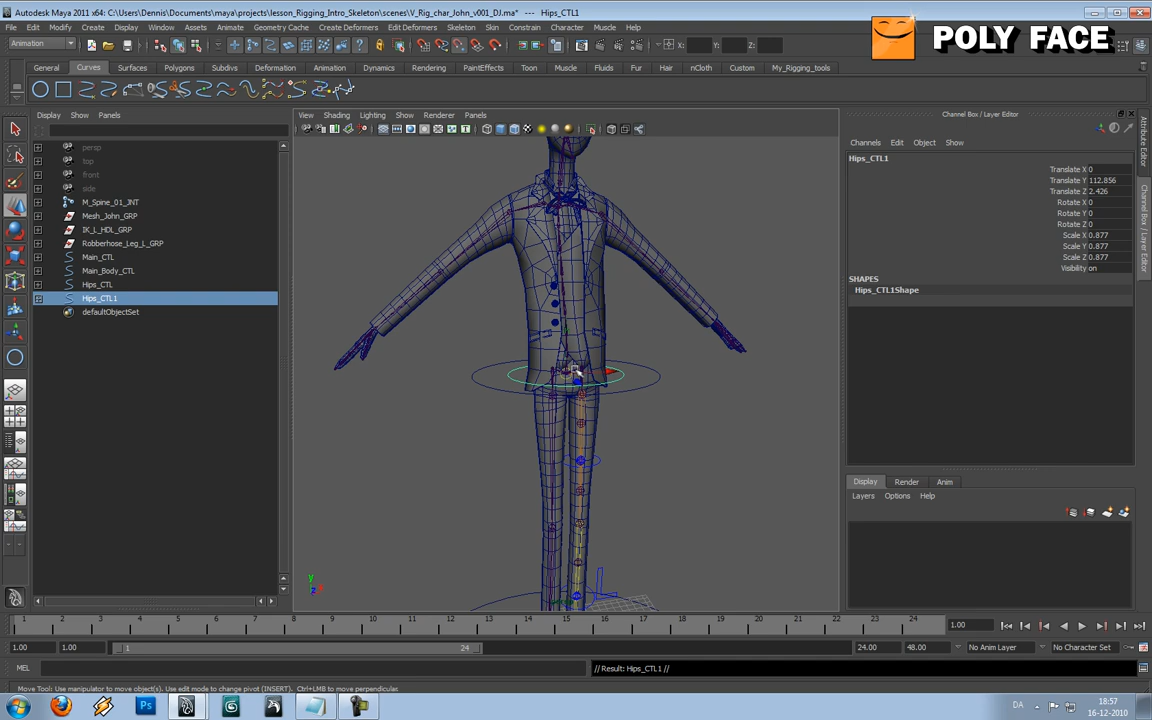 Autodesk Maya 2011 x64: C:\Users\Dennis\Documents\maya\projects\lesson_Rigging_Intro_Skeleton\scenes\V_Rig_char_John_v001_DJ.ma* --- Hips_CTL1
File Edit Modify Create Display Window Assets Animate Geometry Cache Create Deformers Edit Deformers Skeleton Skin Constrain Character Muscle Help
POLY FACE
Animation X: Y: Z:
General Curves Surfaces Polygons Subdivs Deformation Animation Dynamics Rendering PaintEffects Toon Muscle Fluids Fur Hair nCloth Custom My_Rigging_tools
Display Show Panels
View Shading Lighting Show Renderer Panels
Channel Box / Layer Editor
Channels Edit Object Show
persp
top
front
side
M_Spine_01_JNT
Mesh_John_GRP
IK_L_HDL_GRP
Robberhose_Leg_L_GRP
Main_CTL
Main_Body_CTL
Hips_CTL
Hips_CTL1
defaultObjectSet
Hips_CTL1
Translate X 0
Translate Y 112.856
Translate Z 2.426
Rotate X 0
Rotate Y 0
Rotate Z 0
Scale X 0.877
Scale Y 0.877
Scale Z 0.877
Visibility on
SHAPES
Hips_CTL1Shape
Attribute Editor
Channel Box / Layer Editor
Display Render Anim
Layers Options Help
y
1 2 3 4 5 6 7 8 9 10 11 12 13 14 15 16 17 18 19 20 21 22 23 24 1.00
1.00 1.00 1 24 24.00 48.00 No Anim Layer No Character Set
MEL // Result: Hips_CTL1 //
Move Tool: Use manipulator to move object(s). Use edit mode to change pivot (INSERT). Ctrl+LMB to move perpendicular.
DA 18:57
16-12-2010